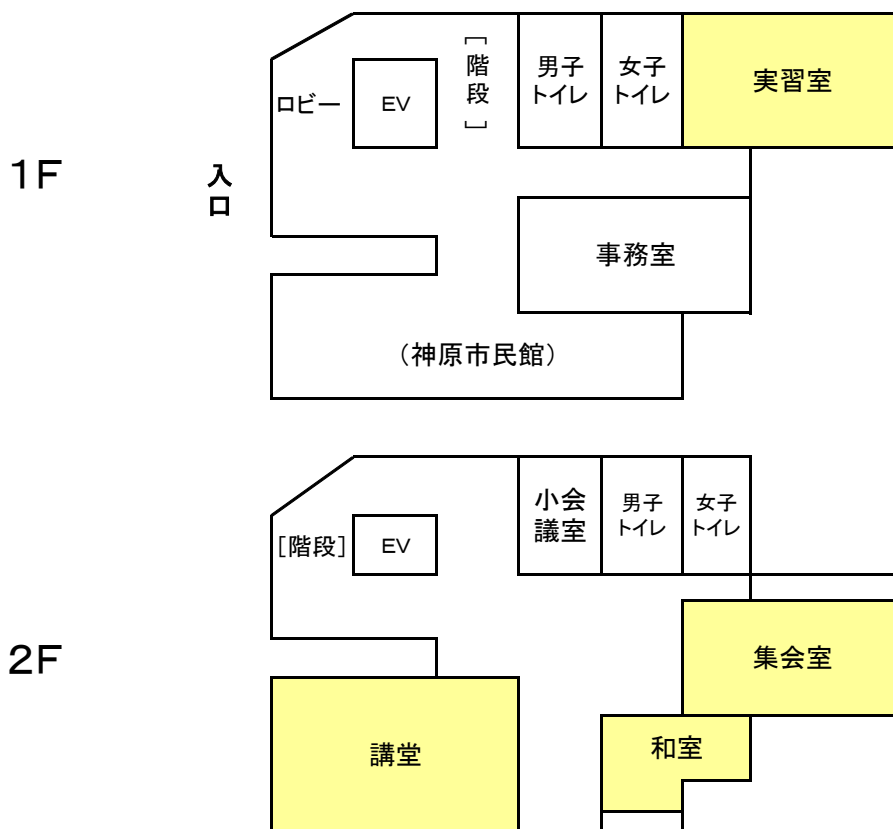 1F
入
口
ロビー
EV
［階段］
男子
トイレ
女子
トイレ
実習室
事務室
（神原市民館）
2F
［階段］
EV
小会
議室
男子
トイレ
女子
トイレ
集会室
講堂
和室